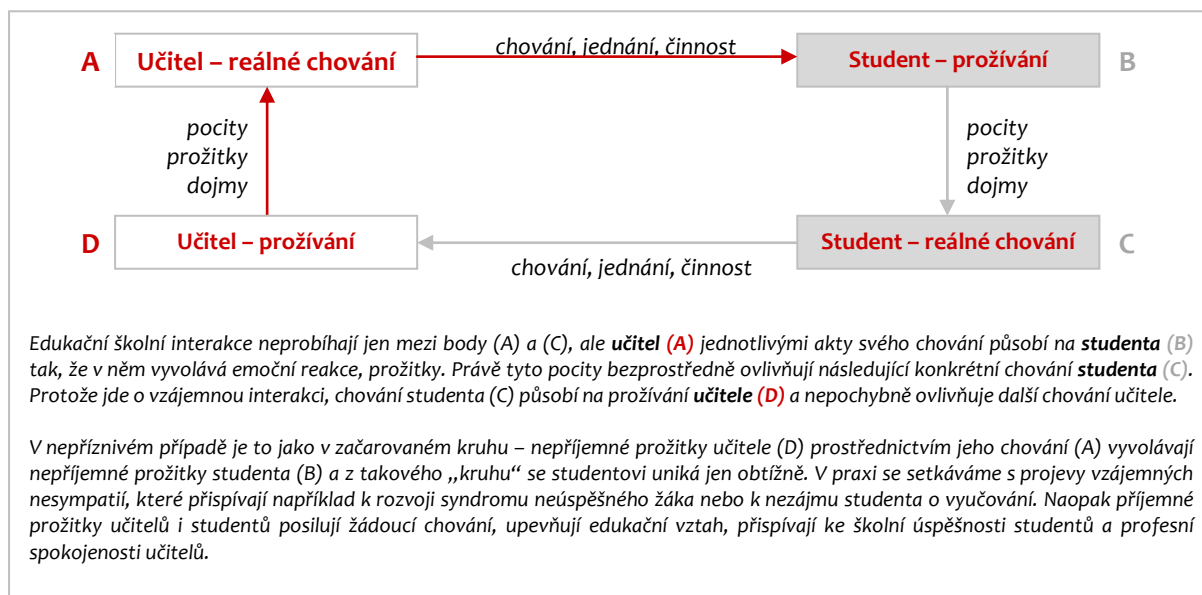 chování, jednání, činnost
A
Učitel – reálné chování
Student – prožívání
B
pocity
prožitky
dojmy
pocity
prožitky
dojmy
D
Učitel – prožívání
Student – reálné chování
C
chování, jednání, činnost
Edukační školní interakce neprobíhají jen mezi body (A) a (C), ale učitel (A) jednotlivými akty svého chování působí na studenta (B)
tak, že v něm vyvolává emoční reakce, prožitky. Právě tyto pocity bezprostředně ovlivňují následující konkrétní chování studenta (C).
Protože jde o vzájemnou interakci, chování studenta (C) působí na prožívání učitele (D) a nepochybně ovlivňuje další chování učitele.
V nepříznivém případě je to jako v začarovaném kruhu – nepříjemné prožitky učitele (D) prostřednictvím jeho chování (A) vyvolávají
nepříjemné prožitky studenta (B) a z takového „kruhu“ se studentovi uniká jen obtížně. V praxi se setkáváme s projevy vzájemných
nesympatií, které přispívají například k rozvoji syndromu neúspěšného žáka nebo k nezájmu studenta o vyučování. Naopak příjemné
prožitky učitelů i studentů posilují žádoucí chování, upevňují edukační vztah, přispívají ke školní úspěšnosti studentů a profesní
spokojenosti učitelů.